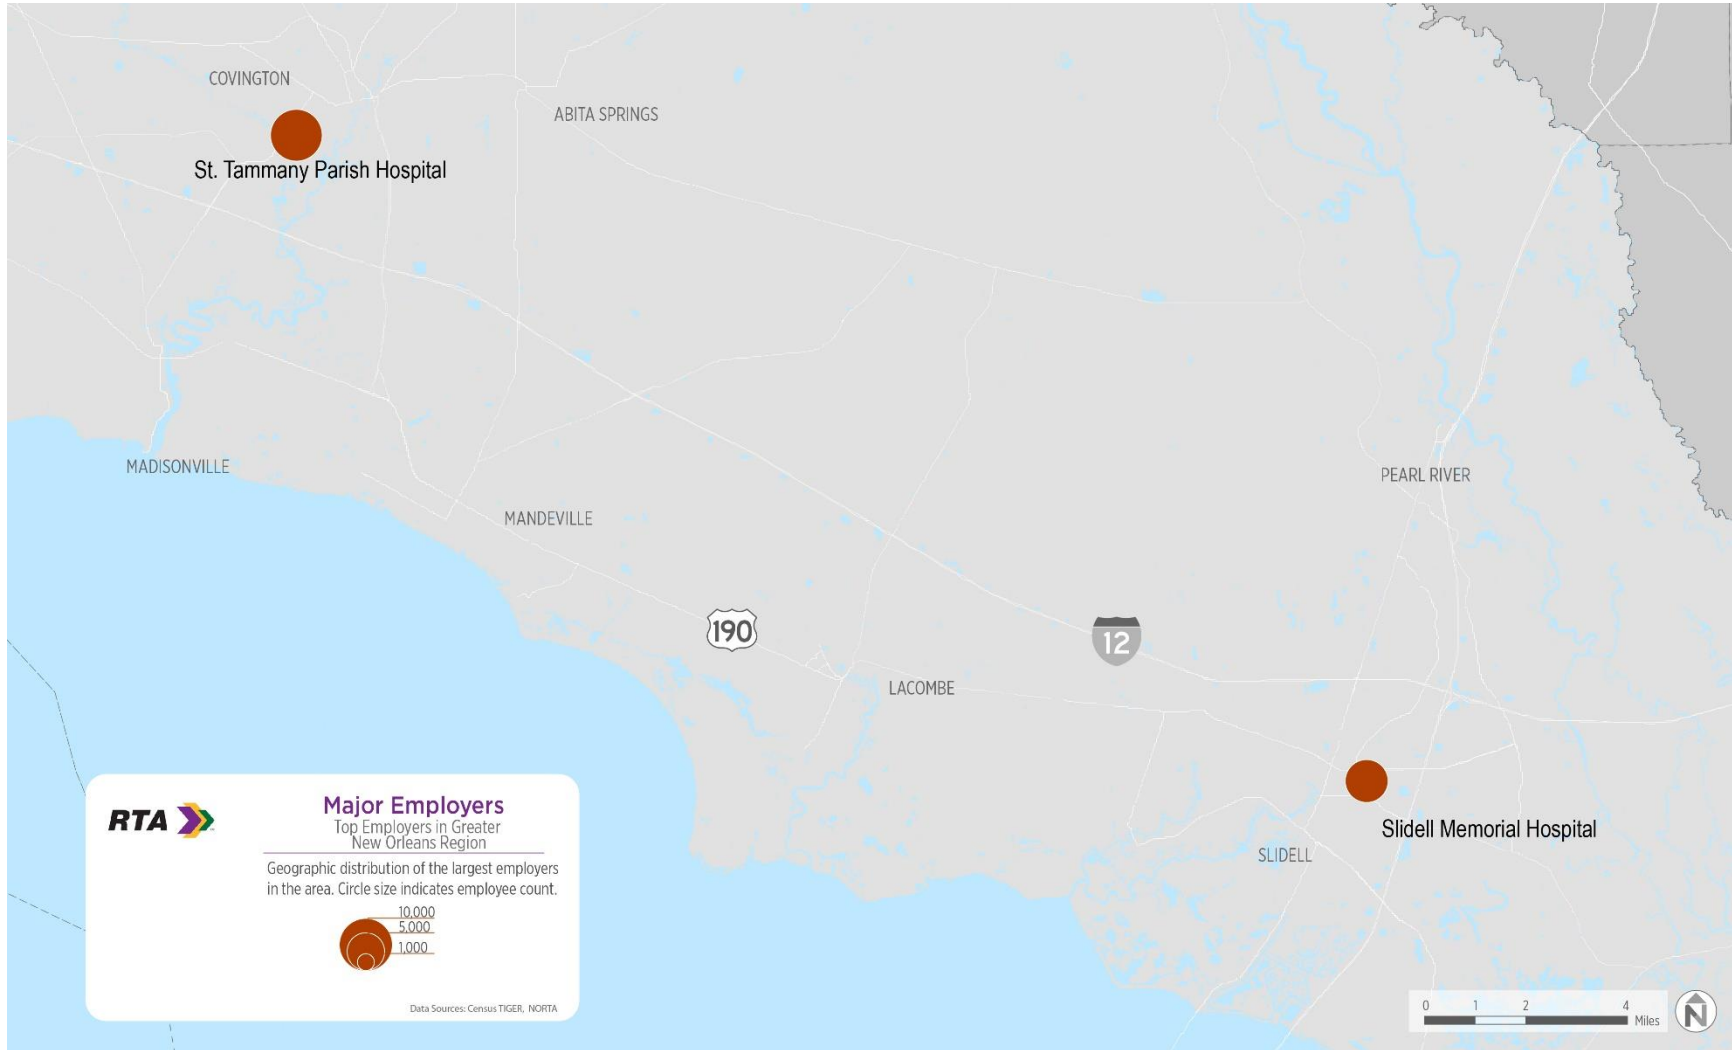 COVINGTON
ABITA SPRINGS
St. Tammany Parish Hospital
MADISONVILLE
PEARL RIVER
MANDEVILLE
190
12
LACOMBE
Slidell Memorial Hospital
SLIDELL
RTA
Major Employers
Top Employers in Greater
New Orleans Region
Geographic distribution of the largest employers
in the area. Circle size indicates employee count.
10,000
5,000
1,000
Data Sources: Census TIGER, NORTA
0 1 2 4
Miles
N